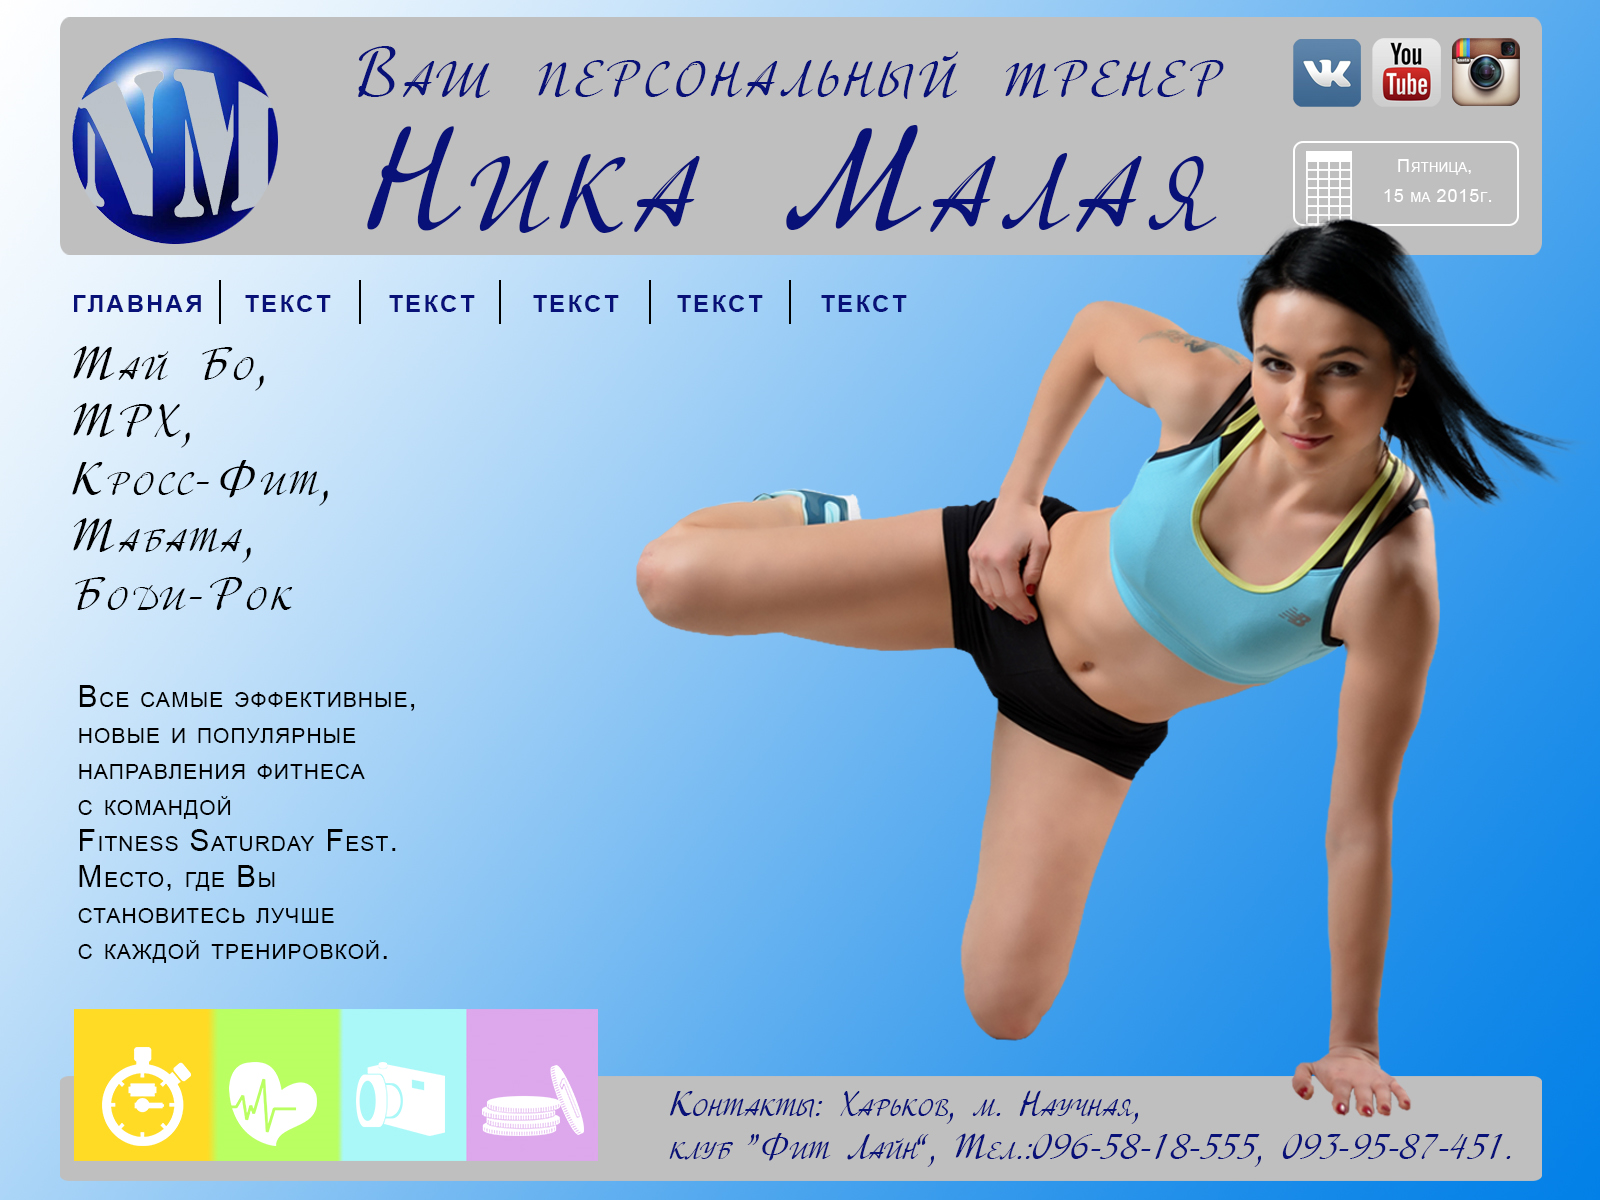 NM
Ваш персональный тренер
Ника Малая
You
Tube
Пятница,
15 ма 2015г.
ГЛАВНАЯ ТЕКСТ ТЕКСТ ТЕКСТ ТЕКСТ ТЕКСТ
Тай Бо,
ТРХ,
Кросс-Фит,
Табата,
Боди-Рок
Все самые эффективные,
новые и популярные
направления фитнеса
с командой
Fitness Saturday Fest.
Место, где Вы
становитесь лучше
с каждой тренировкой.
Контакты: Харьков, м. Научная,
клуб "Фит Лайн“, Тел.:096-58-18-555, 093-95-87-451.